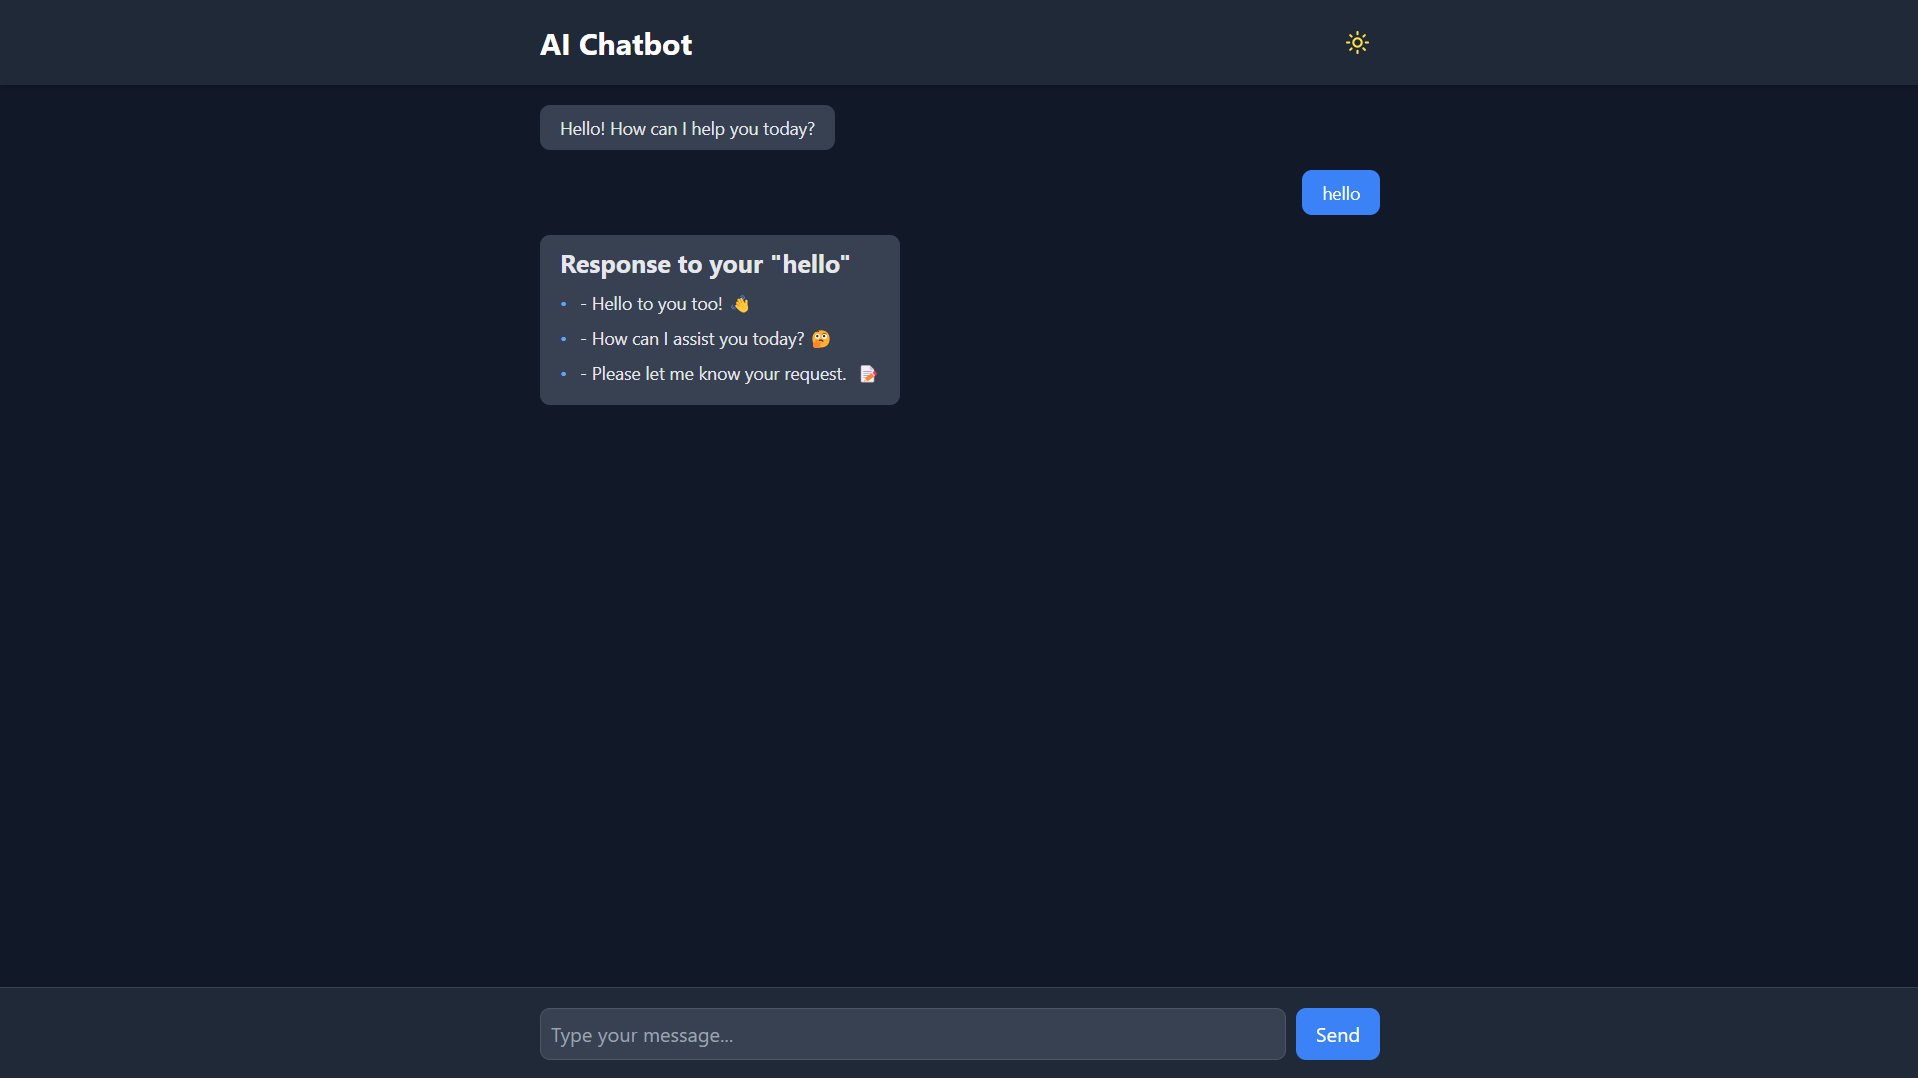 AI Chatbot
Hello! How can I help you today?
hello
Response to your "hello"
• - Hello to you too! 👋
• - How can I assist you today? 🤔
• - Please let me know your request. 📝
Type your message...
Send